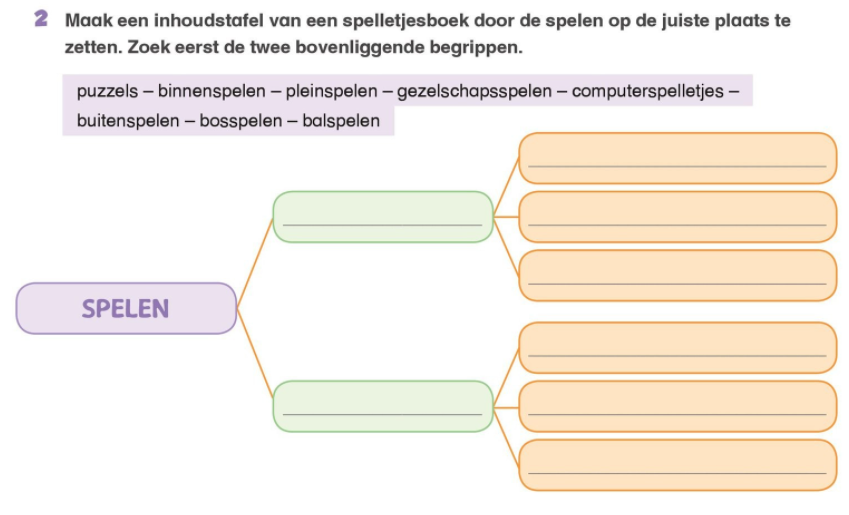 2 Maak een inhoudstafel van een spelletjesboek door de spelen op de juiste plaats te
zetten. Zoek eerst de twee bovenliggende begrippen.
puzzels – binnenspelen – pleinspelen – gezelschapsspelen – computerspelletjes –
buitenspelen – bosspelen – balspelen
SPELEN